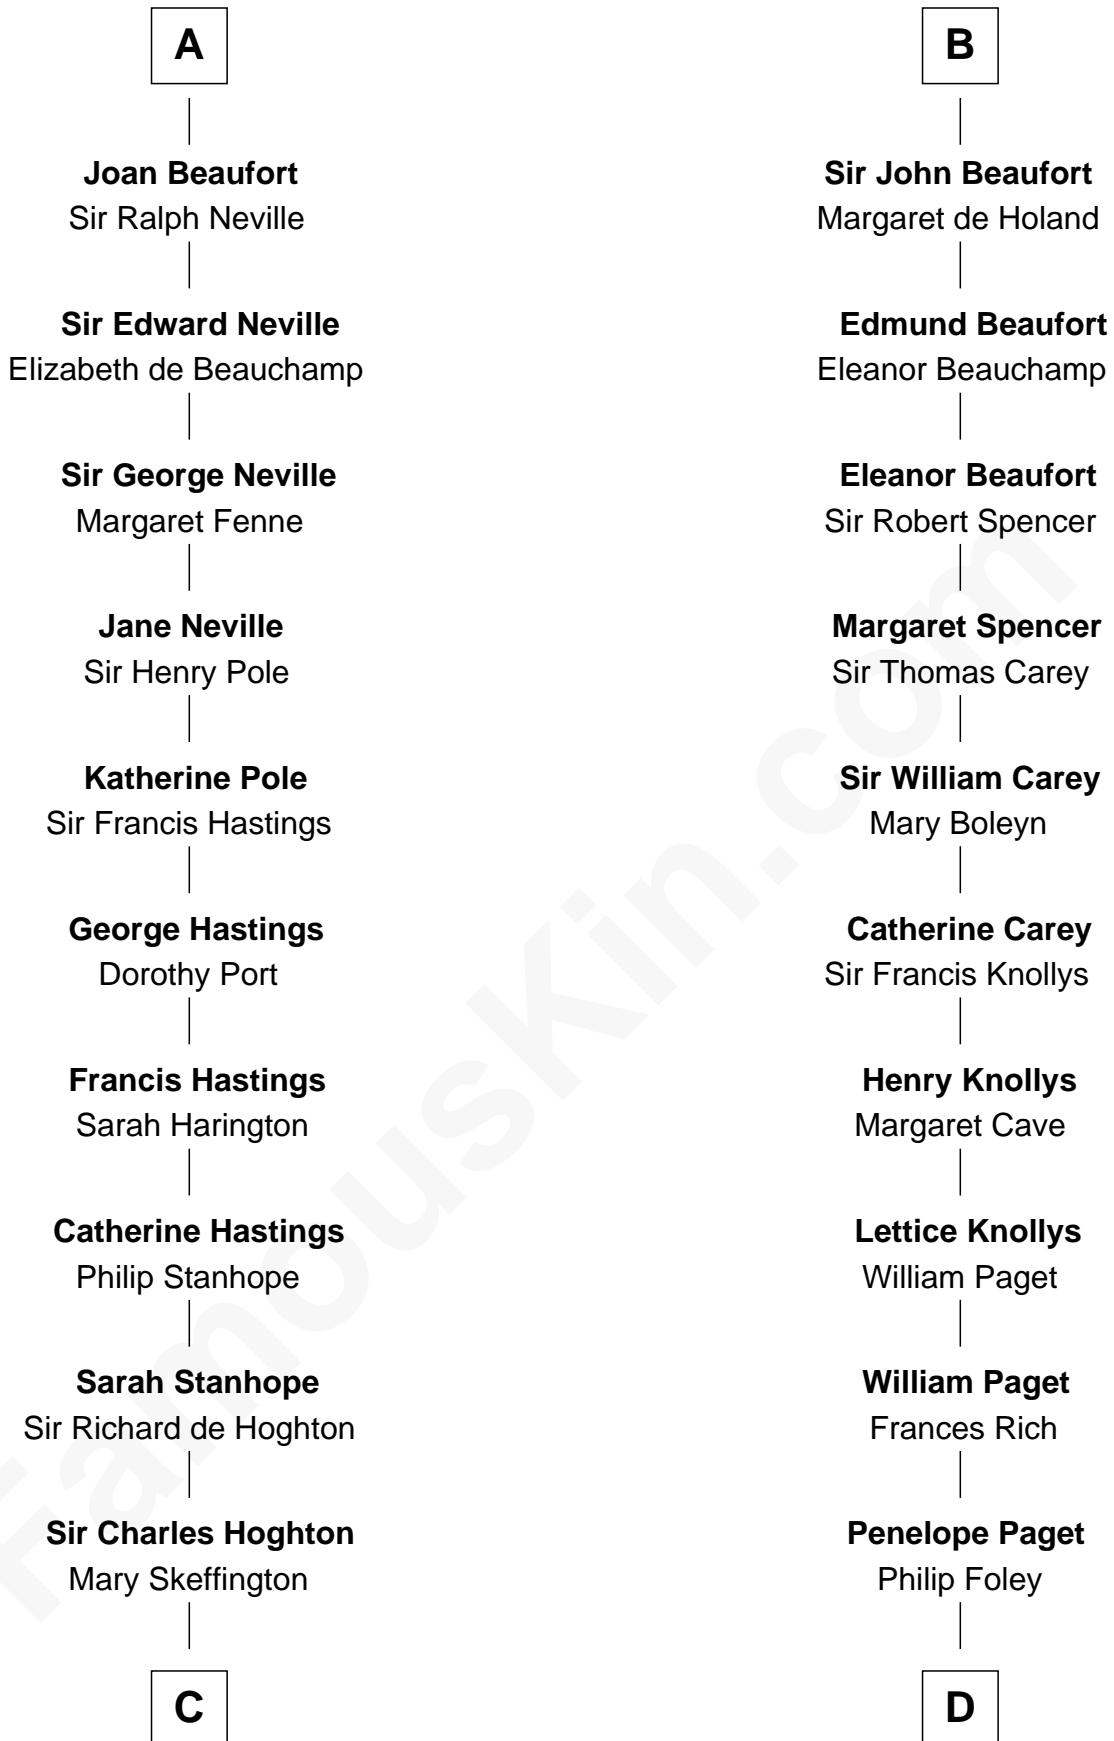 A
Joan Beaufort
Sir Ralph Neville
Sir Edward Neville
Elizabeth de Beauchamp
Sir George Neville
Margaret Fenne
Jane Neville
Sir Henry Pole
Katherine Pole
Sir Francis Hastings
George Hastings
Dorothy Port
Francis Hastings
Sarah Harington
Catherine Hastings
Philip Stanhope
Sarah Stanhope
Sir Richard de Hoghton
Sir Charles Hoghton
Mary Skeffington
C
B
Sir John Beaufort
Margaret de Holand
Edmund Beaufort
Eleanor Beauchamp
Eleanor Beaufort
Sir Robert Spencer
Margaret Spencer
Sir Thomas Carey
Sir William Carey
Mary Boleyn
Catherine Carey
Sir Francis Knollys
Henry Knollys
Margaret Cave
Lettice Knollys
William Paget
William Paget
Frances Rich
Penelope Paget
Philip Foley
D
FamousKin.com